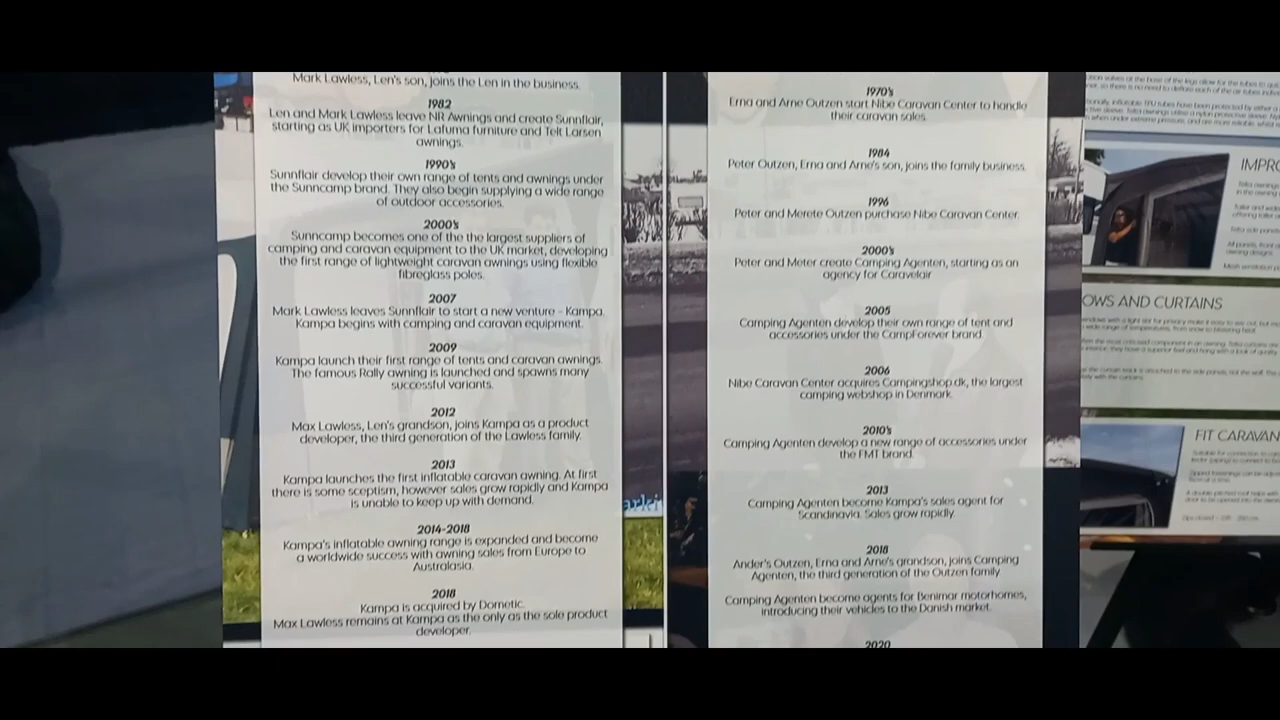 Mark Lawless, Len's son, joins the Len in the business.
1982
Len and Mark Lawless leave NR Awnings and create Sunnflair,
starting as UK importers for Lafuma furniture and Telt Larsen
awnings.
1990's
Sunnflair develop their own range of tents and awnings under
the Sunncamp brand. They also begin supplying a wide range
of outdoor accessories.
2000's
Sunncamp becomes one of the the largest suppliers of
camping and caravan equipment to the UK market, developing
the first range of lightweight caravan awnings using flexible
fibreglass poles.
2007
Mark Lawless leaves Sunnflair to start a new venture - Kampa.
Kampa begins with camping and caravan equipment.
2009
Kampa launch their first range of tents and caravan awnings.
The famous Rally awning is launched and spawns many
successful variants.
2012
Max Lawless, Len's grandson, joins Kampa as a product
developer, the third generation of the Lawless family.
2013
Kampa launches the first inflatable caravan awning. At first
there is some sceptism, however sales grow rapidly and Kampa
is unable to keep up with demand.
2014-2018
Kampa's inflatable awning range is expanded and become
a worldwide success with awning sales from Europe to
Australasia.
2018
Kampa is acquired by Dometic.
Max Lawless remains at Kampa as the only as the sole product
developer.
1970's
Erna and Arne Outzen start Nibe Caravan Center to handle
their caravan sales.
1984
Peter Outzen, Erna and Arne's son, joins the family business.
1996
Peter and Merete Outzen purchase Nibe Caravan Center.
2000's
Peter and Meter create Camping Agenten, starting as an
agency for Caravelair
2005
Camping Agenten develop their own range of tent and
accessories under the CampForever brand.
2006
Nibe Caravan Center acquires Campingshop.dk, the largest
camping webshop in Denmark.
2010's
Camping Agenten develop a new range of accessories under
the FMT brand.
2013
Camping Agenten become Kampa's sales agent for
Scandinavia. Sales grow rapidly.
2018
Ander's Outzen, Erna and Arne's grandson, joins Camping
Agenten, the third generation of the Outzen family
Camping Agenten become agents for Benimar motorhomes,
introducing their vehicles to the Danish market.
2020
OWS AND CURTAINS
FIT CARAVAN